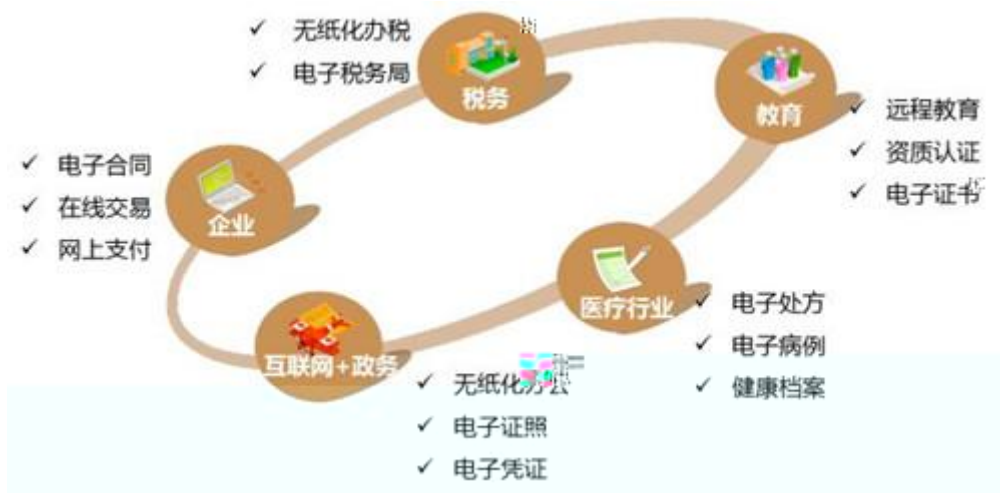 无纸化办税
电子税务局
税务
教育
远程教育
资质认证
电子证书
电子合同
在线交易
网上支付
企业
医疗行业
电子处方
电子病例
健康档案
互联网+政务
无纸化
电子证照
电子凭证